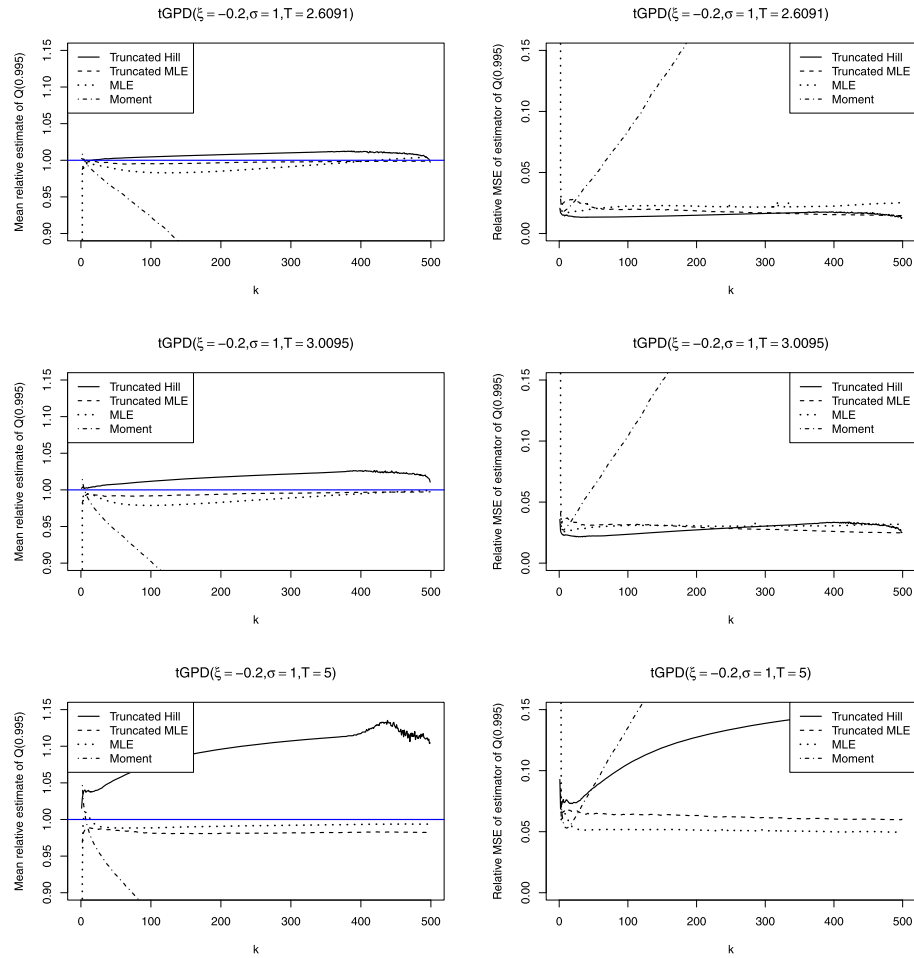 tGPD(ξ = −0.2,σ = 1,T = 2.6091)
Mean relative estimate of Q(0.995)
1.15
1.10
1.05
1.00
0.95
0.90
Truncated Hill
Truncated MLE
MLE
Moment
0 100 200 300 400 500
k
tGPD(ξ = −0.2,σ = 1,T = 2.6091)
Relative MSE of estimator of Q(0.995)
0.15
0.10
0.05
0.00
Truncated Hill
Truncated MLE
MLE
Moment
0 100 200 300 400 500
k
tGPD(ξ = −0.2,σ = 1,T = 3.0095)
Mean relative estimate of Q(0.995)
1.15
1.10
1.05
1.00
0.95
0.90
Truncated Hill
Truncated MLE
MLE
Moment
0 100 200 300 400 500
k
tGPD(ξ = −0.2,σ = 1,T = 3.0095)
Relative MSE of estimator of Q(0.995)
0.15
0.10
0.05
0.00
Truncated Hill
Truncated MLE
MLE
Moment
0 100 200 300 400 500
k
tGPD(ξ = −0.2,σ = 1,T = 5)
Mean relative estimate of Q(0.995)
1.15
1.10
1.05
1.00
0.95
0.90
Truncated Hill
Truncated MLE
MLE
Moment
0 100 200 300 400 500
k
tGPD(ξ = −0.2,σ = 1,T = 5)
Relative MSE of estimator of Q(0.995)
0.15
0.10
0.05
0.00
Truncated Hill
Truncated MLE
MLE
Moment
0 100 200 300 400 500
k